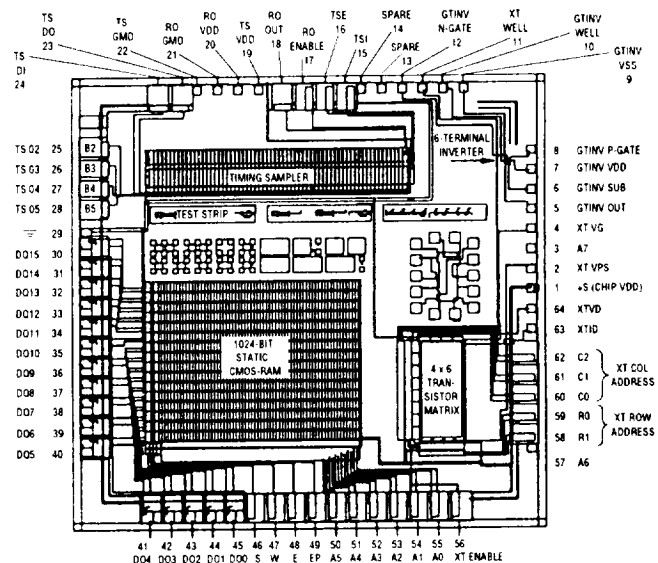 TS DO 23
TS GMO 22
RO GMO 21
RO VDD 20
TS VDD 19
RO OUT 18
RO ENABLE 17
TSE 16
TSI 15
SPARE 14
SPARE 13
GTINV N-GATE 12
XT WELL 11
GTINV WELL 10
GTINV VSS 9
TS DI 24
6-TERMINAL INVERTER
8 GTINV P-GATE
7 GTINV VDD
6 GTINV SUB
5 GTINV OUT
4 XT VG
3 A7
2 XT VPS
1 +S (CHIP VDD)
64 XTVD
63 XTID
62 C2
61 C1
60 C0
XT COL ADDRESS
59 R0
58 R1
XT ROW ADDRESS
57 A6
TS 02 25 B2
TS 03 26 B3
TS 04 27 B4
TS 05 28 B5
29
DO15 30
DO14 31
DO13 32
DO12 33
DO11 34
DO10 35
DO9 36
DO8 37
DO7 38
DO6 39
DO5 40
TIMING SAMPLER
TEST STRIP
1024-BIT
STATIC
CMOS-RAM
4 x 6
TRAN-
SISTOR
MATRIX
41 42 43 44 45 46 47 48 49 50 51 52 53 54 55 56
DO4 DO3 DO2 DO1 DO0 S W E EP A5 A4 A3 A2 A1 A0 XT ENABLE